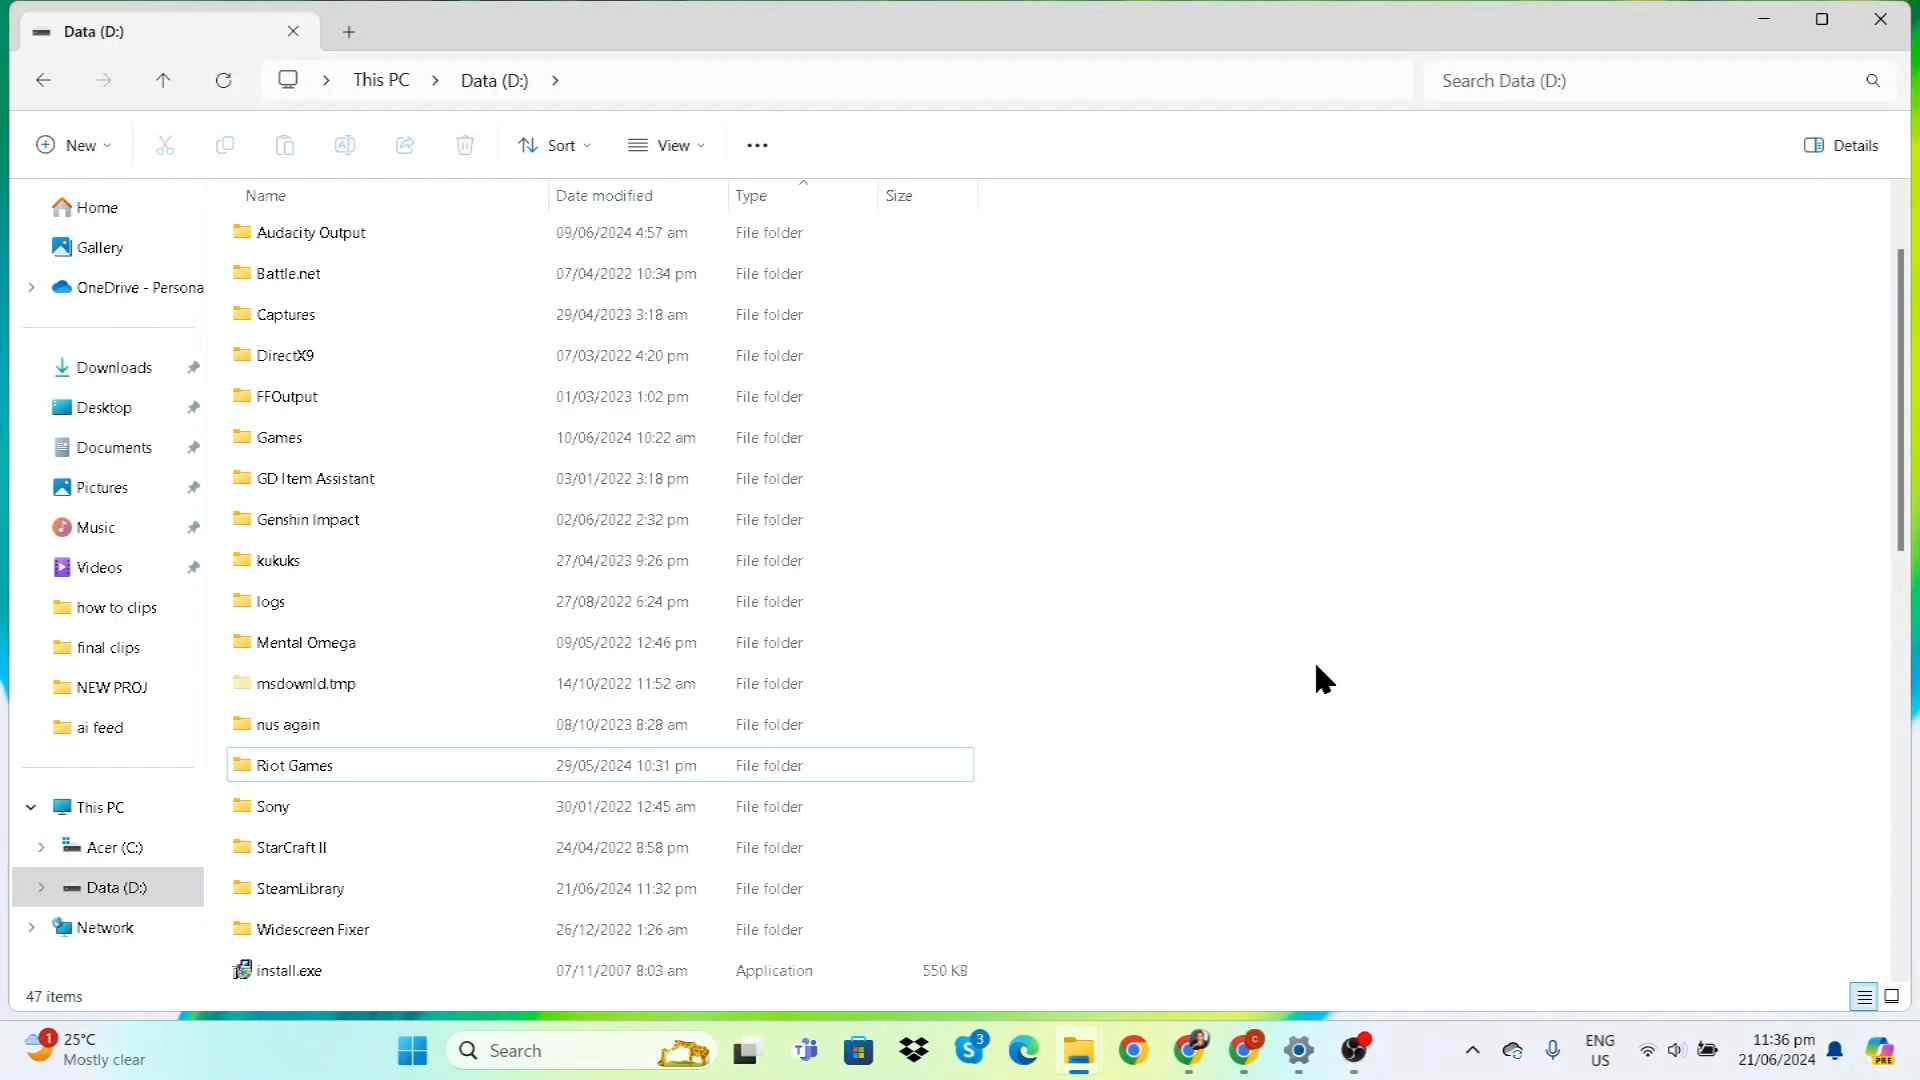 Data (D:)
This PC
Data (D:)
Search Data (D:)
New
Sort
View
Details
Name Date modified Type Size
Home
Gallery
OneDrive - Persona
Downloads
Desktop
Documents
Pictures
Music
Videos
how to clips
final clips
NEW PROJ
ai feed
This PC
Acer (C:)
Data (D:)
Network
Audacity Output 09/06/2024 4:57 am File folder
Battle.net 07/04/2022 10:34 pm File folder
Captures 29/04/2023 3:18 am File folder
DirectX9 07/03/2022 4:20 pm File folder
FFOutput 01/03/2023 1:02 pm File folder
Games 10/06/2024 10:22 am File folder
GD Item Assistant 03/01/2022 3:18 pm File folder
Genshin Impact 02/06/2022 2:32 pm File folder
kukuks 27/04/2023 9:26 pm File folder
logs 27/08/2022 6:24 pm File folder
Mental Omega 09/05/2022 12:46 pm File folder
msdownld.tmp 14/10/2022 11:52 am File folder
nus again 08/10/2023 8:28 am File folder
Riot Games 29/05/2024 10:31 pm File folder
Sony 30/01/2022 12:45 am File folder
StarCraft II 24/04/2022 8:58 pm File folder
SteamLibrary 21/06/2024 11:32 pm File folder
Widescreen Fixer 26/12/2022 1:26 am File folder
install.exe 07/11/2007 8:03 am Application 550 KB
47 items
1
25°C
Mostly clear
Search
3
C
ENG
US
11:36 pm
21/06/2024
PRE